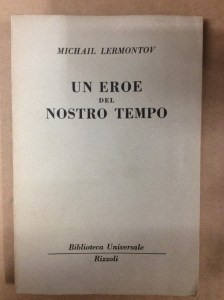 MICHAIL LERMONTOV
UN EROE
DEL
NOSTRO TEMPO
Biblioteca Universale
Rizzoli